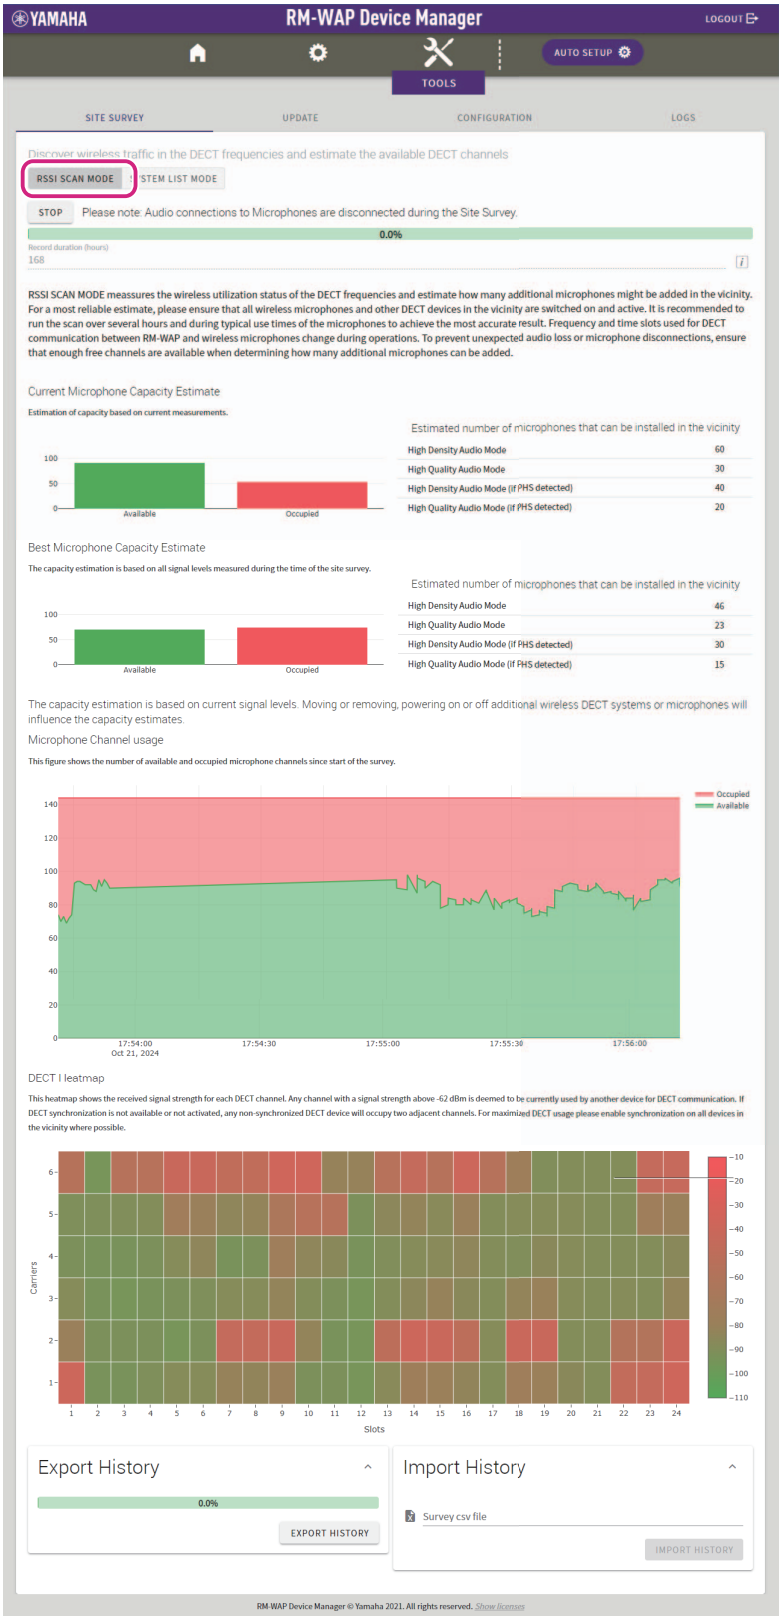 YAMAHA
RM-WAP Device Manager
LOGOUT
AUTO SETUP
TOOLS
SITE SURVEY
UPDATE
CONFIGURATION
LOGS
Discover wireless traffic in the DECT frequencies and estimate the available DECT channels
RSSI SCAN MODE
STEM LIST MODE
STOP
Please note: Audio connections to Microphones are disconnected during the Site Survey.
0.0%
Record duration (hours)
168
i
RSSI SCAN MODE meassures the wireless utilization status of the DECT frequencies and estimate how many additional microphones might be added in the vicinity.
For a most reliable estimate, please ensure that all wireless microphones and other DECT devices in the vicinity are switched on and active. It is recommended to
run the scan over several hours and during typical use times of the microphones to achieve the most accurate result. Frequency and time slots used for DECT
communication between RM-WAP and wireless microphones change during operations. To prevent unexpected audio loss or microphone disconnections, ensure
that enough free channels are available when determining how many additional microphones can be added.
Current Microphone Capacity Estimate
Estimation of capacity based on current measurements.
100
50
0
Available
Occupied
Estimated number of microphones that can be installed in the vicinity
High Density Audio Mode 60
High Quality Audio Mode 30
High Density Audio Mode (if PHS detected) 40
High Quality Audio Mode (if PHS detected) 20
Best Microphone Capacity Estimate
The capacity estimation is based on all signal levels measured during the time of the site survey.
100
50
0
Available
Occupied
Estimated number of microphones that can be installed in the vicinity
High Density Audio Mode 46
High Quality Audio Mode 23
High Density Audio Mode (if PHS detected) 30
High Quality Audio Mode (if PHS detected) 15
The capacity estimation is based on current signal levels. Moving or removing, powering on or off additional wireless DECT systems or microphones will
influence the capacity estimates.
Microphone Channel usage
This figure shows the number of available and occupied microphone channels since start of the survey.
140
120
100
80
60
40
20
0
17:54:00
Oct 21, 2024
17:54:30
17:55:00
17:55:30
17:56:00
Occupied
Available
DECT Heatmap
This heatmap shows the received signal strength for each DECT channel. Any channel with a signal strength above -62 dBm is deemed to be currently used by another device for DECT communication. If
DECT synchronization is not available or not activated, any non-synchronized DECT device will occupy two adjacent channels. For maximized DECT usage please enable synchronization on all devices in
the vicinity where possible.
Carriers
6
5
4
3
2
1
1 2 3 4 5 6 7 8 9 10 11 12 13 14 15 16 17 18 19 20 21 22 23 24
Slots
−10
−20
−30
−40
−50
−60
−70
−80
−90
−100
−110
Export History
0.0%
EXPORT HISTORY
Import History
Survey csv file
IMPORT HISTORY
RM-WAP Device Manager © Yamaha 2021. All rights reserved. Show licenses